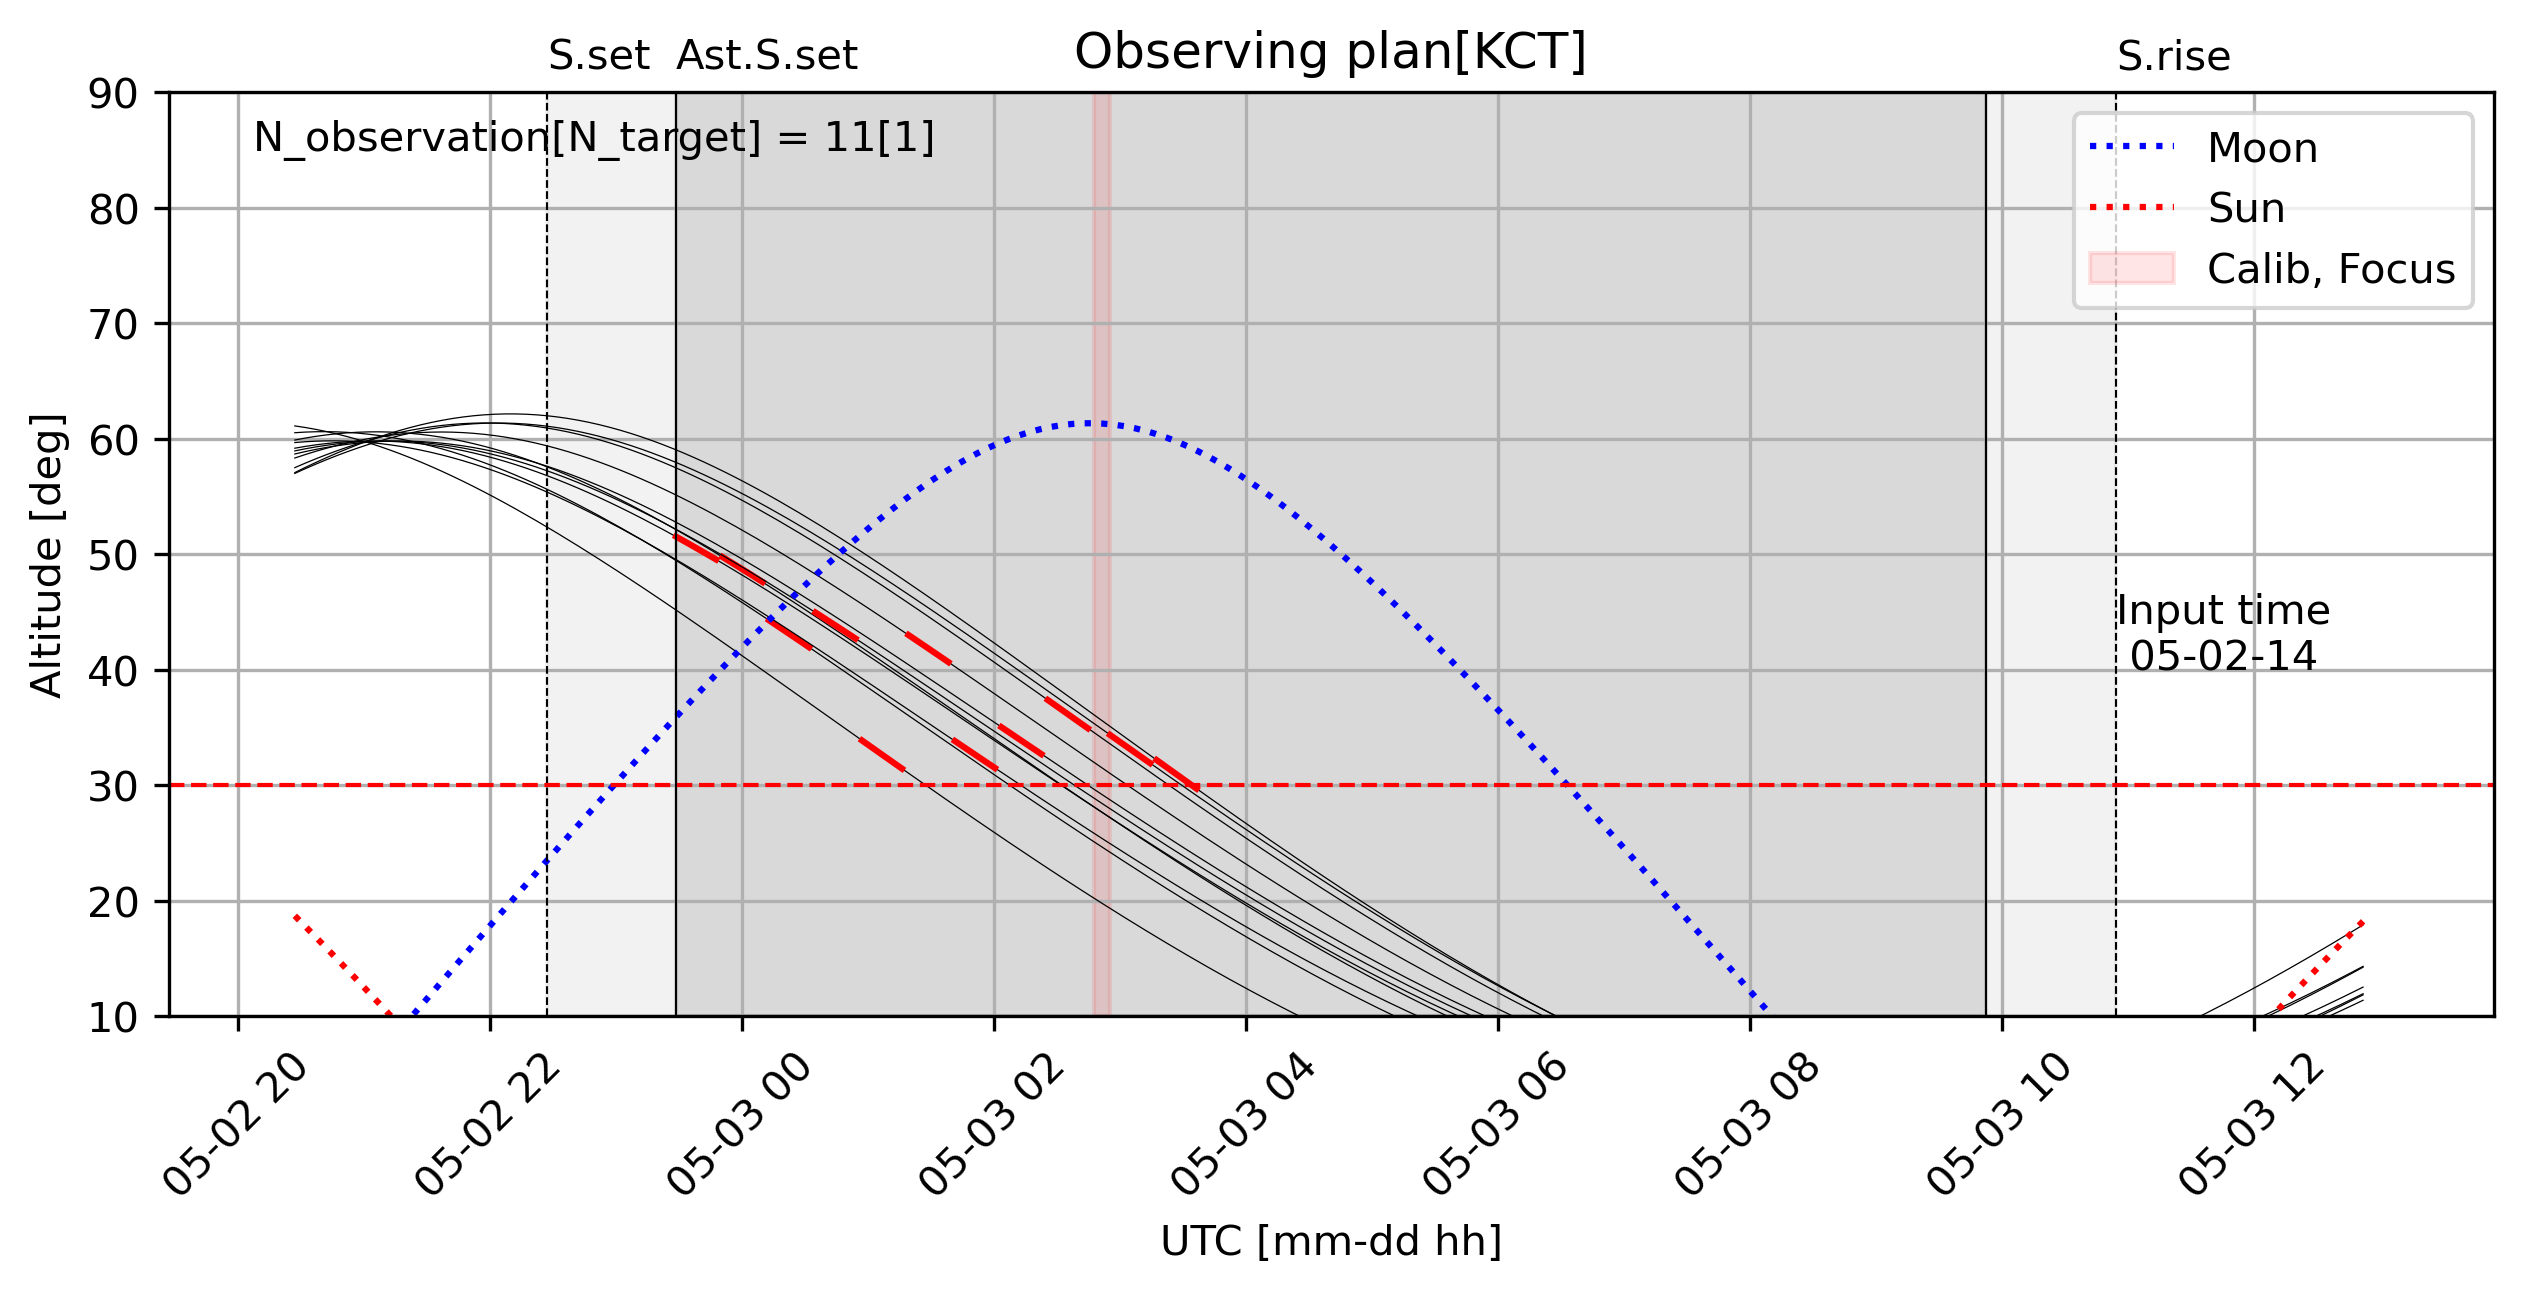 S.set Ast.S.set Observing plan[KCT] S.rise
N_observation[N_target] = 11[1]
Moon
Sun
Calib, Focus
Input time
05-02-14
Altitude [deg]
90
80
70
60
50
40
30
20
10
05-02 20
05-02 22
05-03 00
05-03 02
05-03 04
05-03 06
05-03 08
05-03 10
05-03 12
UTC [mm-dd hh]